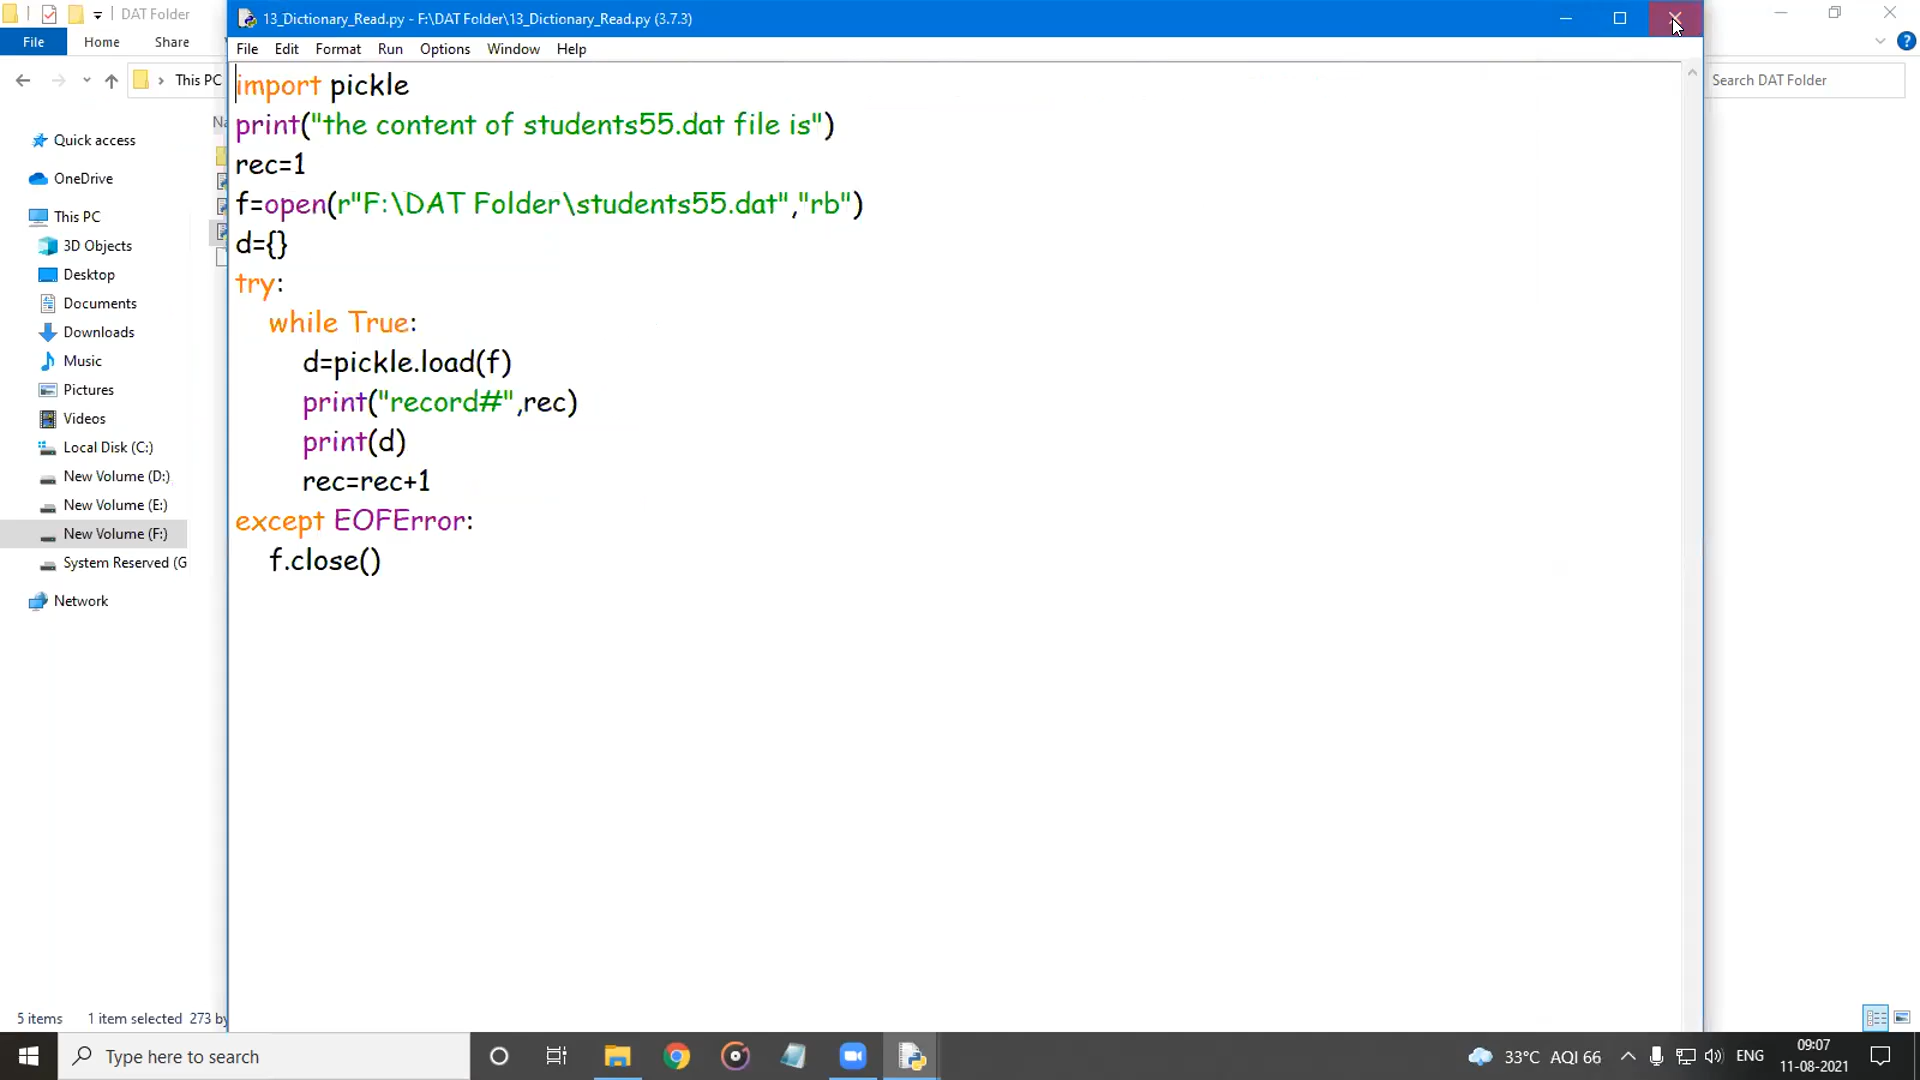 DAT Folder
13_Dictionary_Read.py - F:\DAT Folder\13_Dictionary_Read.py (3.7.3)
File Home Share
File Edit Format Run Options Window Help
This PC
Search DAT Folder
import pickle
print("the content of students55.dat file is")
rec=1
f=open(r"F:\DAT Folder\students55.dat","rb")
d={}
try:
    while True:
        d=pickle.load(f)
        print("record#",rec)
        print(d)
        rec=rec+1
except EOFError:
    f.close()
Quick access
OneDrive
This PC
3D Objects
Desktop
Documents
Downloads
Music
Pictures
Videos
Local Disk (C:)
New Volume (D:)
New Volume (E:)
New Volume (F:)
System Reserved (G
Network
5 items 1 item selected 273 by
Type here to search
33°C AQI 66
ENG
09:07
11-08-2021